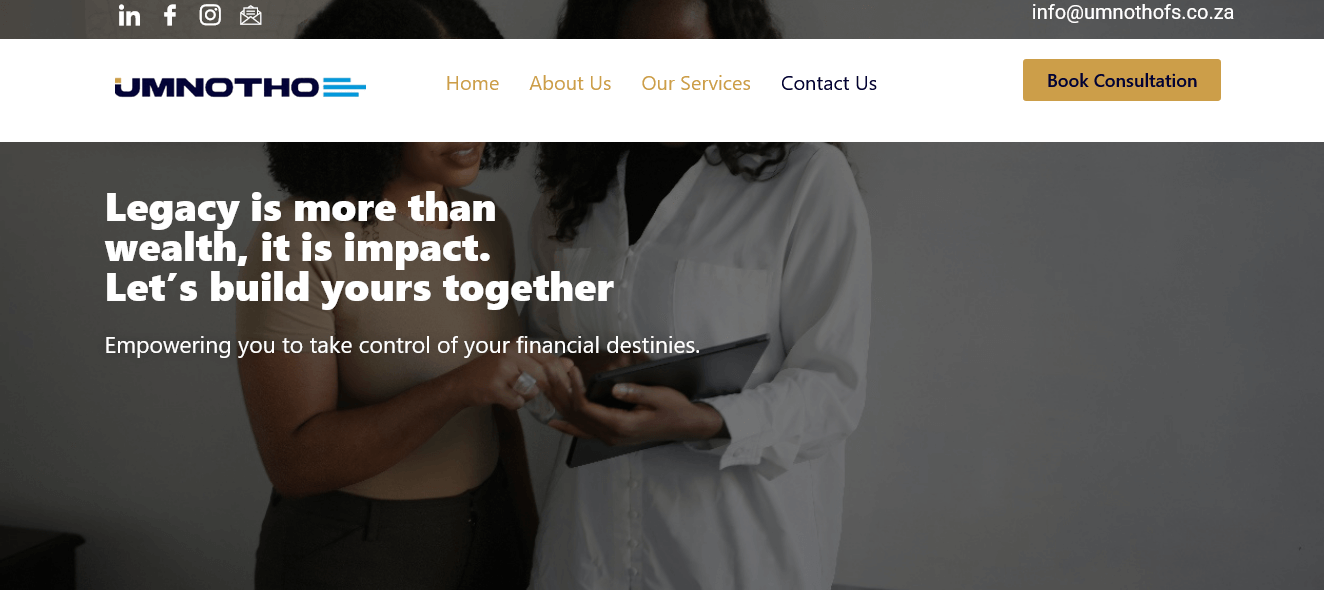 info@umnothofs.co.za
UMNOTHO
Home
About Us
Our Services
Contact Us
Book Consultation
Legacy is more than
wealth, it is impact.
Let´s build yours together
Empowering you to take control of your financial destinies.